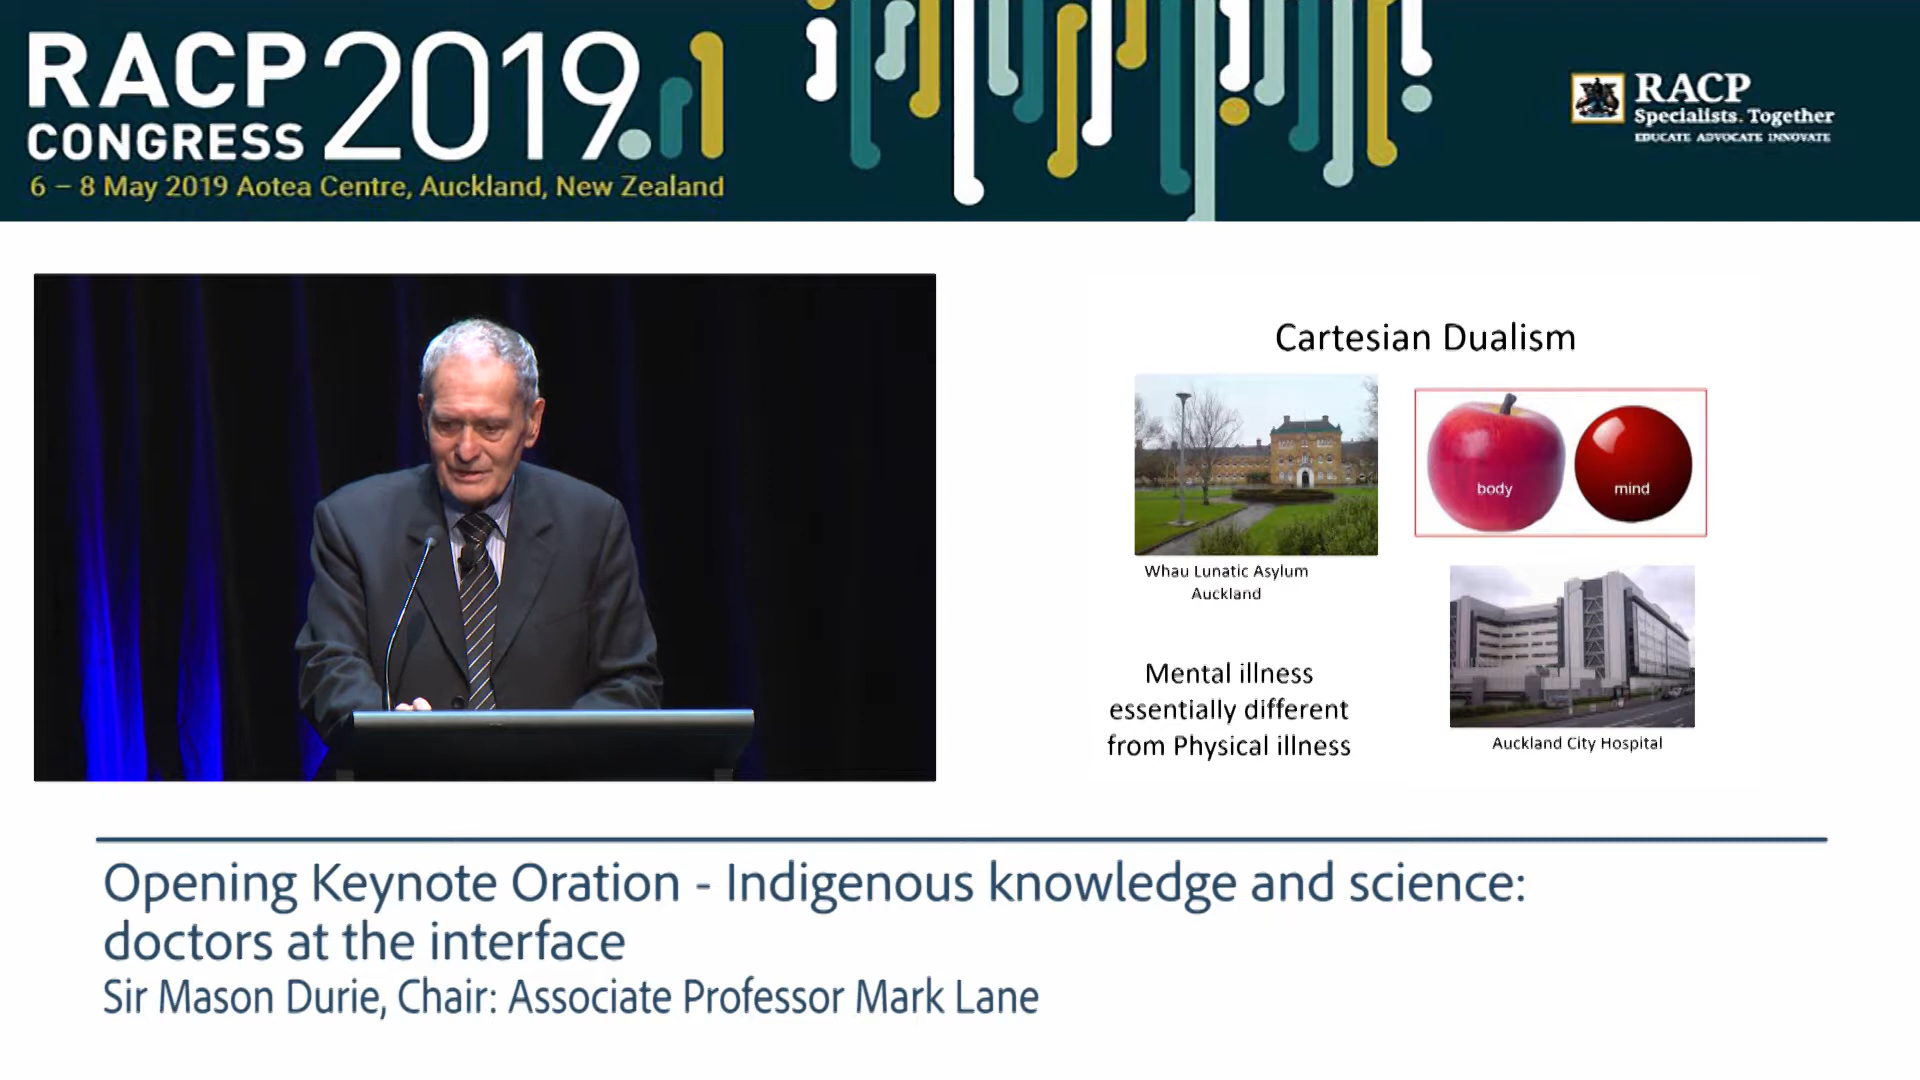 RACP
CONGRESS 2019
6 – 8 May 2019 Aotea Centre, Auckland, New Zealand
RACP
Specialists. Together
EDUCATE ADVOCATE INNOVATE
Cartesian Dualism
body
mind
Whau Lunatic Asylum
Auckland
Mental illness
essentially different
from Physical illness
Auckland City Hospital
Opening Keynote Oration - Indigenous knowledge and science:
doctors at the interface
Sir Mason Durie, Chair: Associate Professor Mark Lane